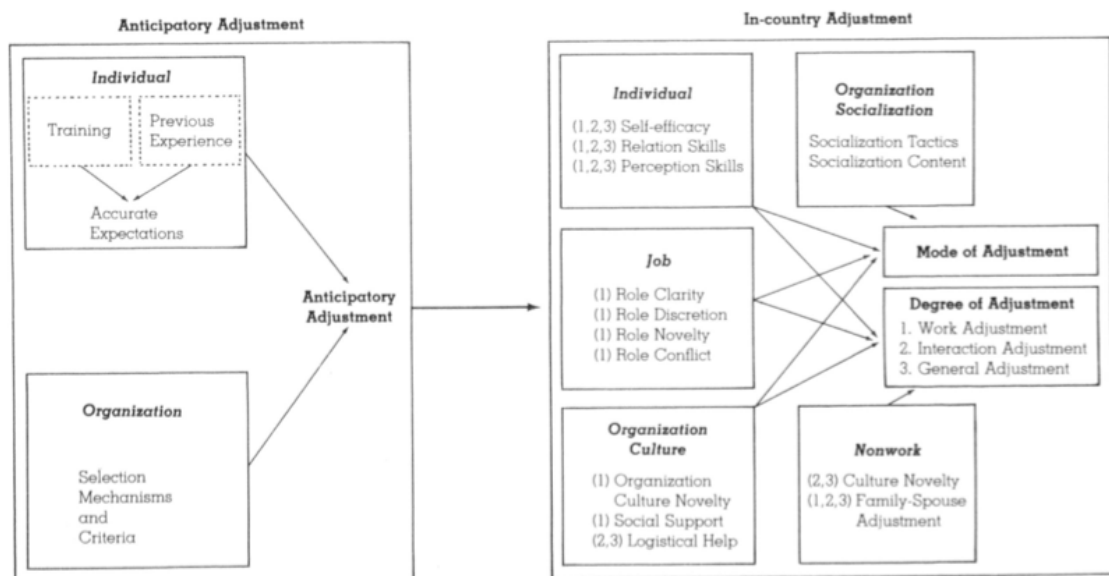 Anticipatory Adjustment
Individual
Training
Previous
Experience
Accurate
Expectations
Anticipatory
Adjustment
Organization
Selection
Mechanisms
and
Criteria
In-country Adjustment
Individual
(1,2,3) Self-efficacy
(1,2,3) Relation Skills
(1,2,3) Perception Skills
Organization
Socialization
Socialization Tactics
Socialization Content
Job
(1) Role Clarity
(1) Role Discretion
(1) Role Novelty
(1) Role Conflict
Mode of Adjustment
Degree of Adjustment
1. Work Adjustment
2. Interaction Adjustment
3. General Adjustment
Organization
Culture
(1) Organization
Culture Novelty
(1) Social Support
(2,3) Logistical Help
Nonwork
(2,3) Culture Novelty
(1,2,3) Family-Spouse
Adjustment